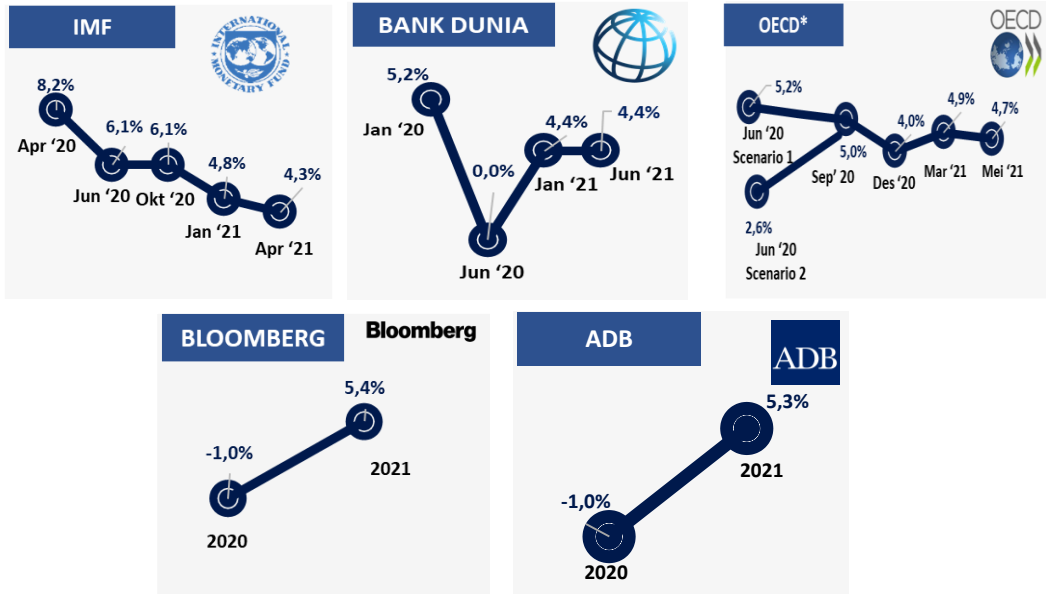 IMF
INTERNATIONAL MONETARY FUND
8,2%
Apr ‘20
6,1%
Jun ‘20
6,1%
Okt ‘20
4,8%
Jan ‘21
4,3%
Apr ‘21
BANK DUNIA
5,2%
Jan ‘20
0,0%
Jun ‘20
4,4%
Jan ‘21
4,4%
Jun ‘21
OECD*
OECD
5,2%
Jun ‘20
Scenario 1
2,6%
Jun ‘20
Scenario 2
5,0%
Sep’ 20
4,0%
Des ‘20
4,9%
Mar ‘21
4,7%
Mei ‘21
BLOOMBERG
Bloomberg
-1,0%
2020
5,4%
2021
ADB
ADB
-1,0%
2020
5,3%
2021